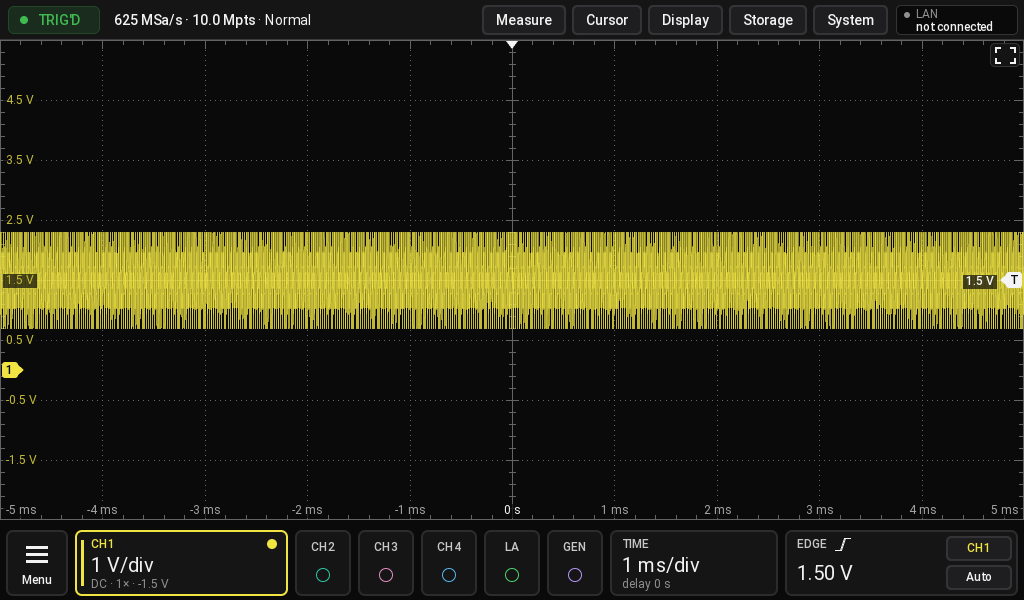 TRIG'D
625 MSa/s · 10.0 Mpts · Normal
Measure
Cursor
Display
Storage
System
LAN
not connected
4.5 V
3.5 V
2.5 V
1.5 V
1.5 V
T
0.5 V
1
-0.5 V
-1.5 V
-5 ms
-4 ms
-3 ms
-2 ms
-1 ms
0 s
1 ms
2 ms
3 ms
4 ms
5 ms
Menu
CH1
1 V/div
DC · 1× · -1.5 V
CH2
CH3
CH4
LA
GEN
TIME
1 ms/div
delay 0 s
EDGE
1.50 V
CH1
Auto